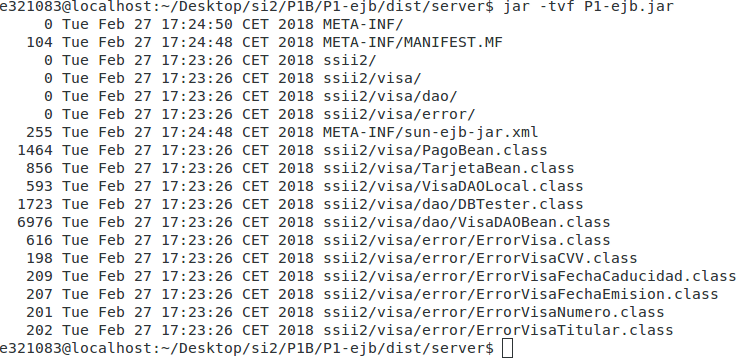 e321083@localhost:~/Desktop/si2/P1B/P1-ejb/dist/server$ jar -tvf P1-ejb.jar
0 Tue Feb 27 17:24:50 CET 2018 META-INF/
104 Tue Feb 27 17:24:48 CET 2018 META-INF/MANIFEST.MF
0 Tue Feb 27 17:23:26 CET 2018 ssii2/
0 Tue Feb 27 17:23:26 CET 2018 ssii2/visa/
0 Tue Feb 27 17:23:26 CET 2018 ssii2/visa/dao/
0 Tue Feb 27 17:23:26 CET 2018 ssii2/visa/error/
255 Tue Feb 27 17:24:48 CET 2018 META-INF/sun-ejb-jar.xml
1464 Tue Feb 27 17:23:26 CET 2018 ssii2/visa/PagoBean.class
856 Tue Feb 27 17:23:26 CET 2018 ssii2/visa/TarjetaBean.class
593 Tue Feb 27 17:23:26 CET 2018 ssii2/visa/VisaDAOLocal.class
1723 Tue Feb 27 17:23:26 CET 2018 ssii2/visa/dao/DBTester.class
6976 Tue Feb 27 17:23:26 CET 2018 ssii2/visa/dao/VisaDAOBean.class
616 Tue Feb 27 17:23:26 CET 2018 ssii2/visa/error/ErrorVisa.class
198 Tue Feb 27 17:23:26 CET 2018 ssii2/visa/error/ErrorVisaCVV.class
209 Tue Feb 27 17:23:26 CET 2018 ssii2/visa/error/ErrorVisaFechaCaducidad.class
207 Tue Feb 27 17:23:26 CET 2018 ssii2/visa/error/ErrorVisaFechaEmision.class
201 Tue Feb 27 17:23:26 CET 2018 ssii2/visa/error/ErrorVisaNumero.class
202 Tue Feb 27 17:23:26 CET 2018 ssii2/visa/error/ErrorVisaTitular.class
e321083@localhost:~/Desktop/si2/P1B/P1-ejb/dist/server$